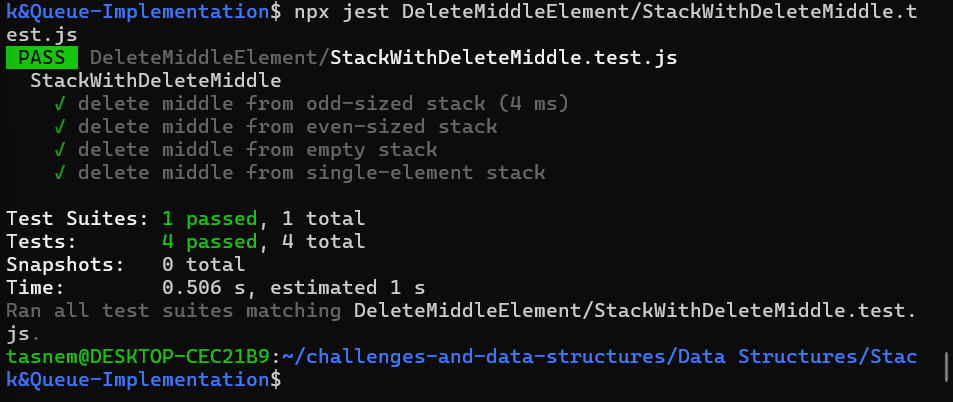 k&Queue-Implementation$ npx jest DeleteMiddleElement/StackWithDeleteMiddle.t
est.js
PASS DeleteMiddleElement/StackWithDeleteMiddle.test.js
StackWithDeleteMiddle
√ delete middle from odd-sized stack (4 ms)
√ delete middle from even-sized stack
√ delete middle from empty stack
√ delete middle from single-element stack
Test Suites: 1 passed, 1 total
Tests: 4 passed, 4 total
Snapshots: 0 total
Time: 0.506 s, estimated 1 s
Ran all test suites matching DeleteMiddleElement/StackWithDeleteMiddle.test.
js.
tasnem@DESKTOP-CEC21B9:~/challenges-and-data-structures/Data Structures/Stac
k&Queue-Implementation$